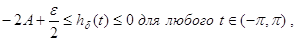 −2A + ε/2 ≤ h_δ(t) ≤ 0 для любого t ∈ (−π, π) ,